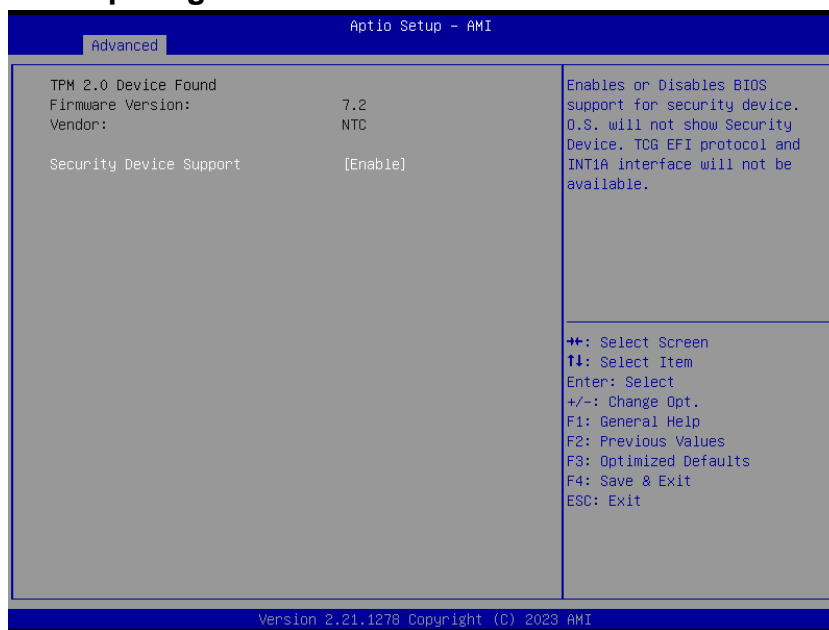 Aptio Setup – AMI
Advanced
TPM 2.0 Device Found
Firmware Version: 7.2
Vendor: NTC
Security Device Support [Enable]
Enables or Disables BIOS
support for security device.
O.S. will not show Security
Device. TCG EFI protocol and
INT1A interface will not be
available.
→←: Select Screen
↑↓: Select Item
Enter: Select
+/-: Change Opt.
F1: General Help
F2: Previous Values
F3: Optimized Defaults
F4: Save & Exit
ESC: Exit
Version 2.21.1278 Copyright (C) 2023 AMI